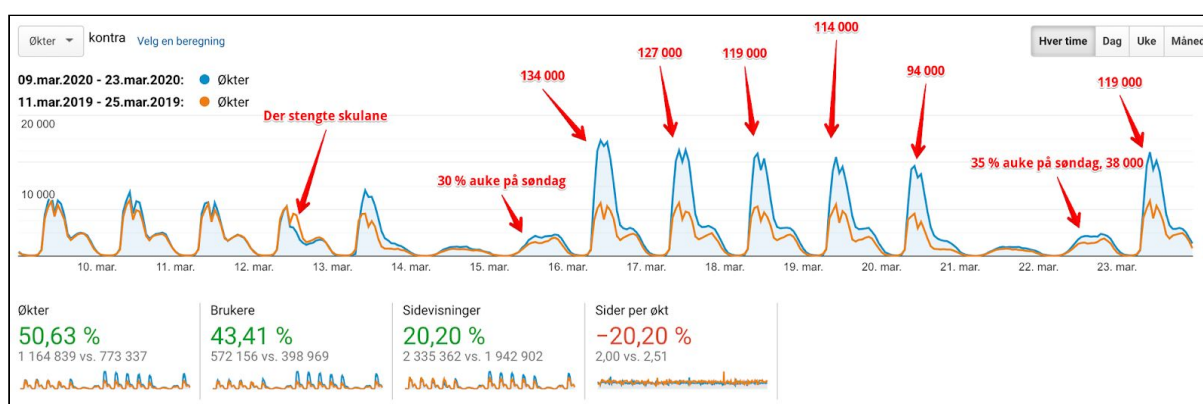 Økter kontra Velg en beregning
Hver time Dag Uke Måned
09.mar.2020 - 23.mar.2020: Økter
11.mar.2019 - 25.mar.2019: Økter
20 000
10 000
Der stengte skulane
30 % auke på søndag
134 000
127 000
119 000
114 000
94 000
35 % auke på søndag, 38 000
119 000
10. mar. 11. mar. 12. mar. 13. mar. 14. mar. 15. mar. 16. mar. 17. mar. 18. mar. 19. mar. 20. mar. 21. mar. 22. mar. 23. mar.
Økter
50,63 %
1 164 839 vs. 773 337
Brukere
43,41 %
572 156 vs. 398 969
Sidevisninger
20,20 %
2 335 362 vs. 1 942 902
Sider per økt
−20,20 %
2,00 vs. 2,51